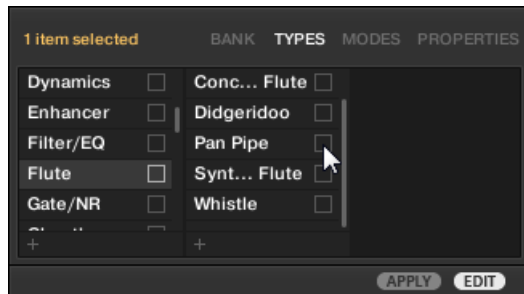 1 item selected BANK TYPES MODES PROPERTIES
Dynamics Conc... Flute
Enhancer Didgeridoo
Filter/EQ Pan Pipe
Flute Synt... Flute
Gate/NR Whistle
+ +
APPLY EDIT